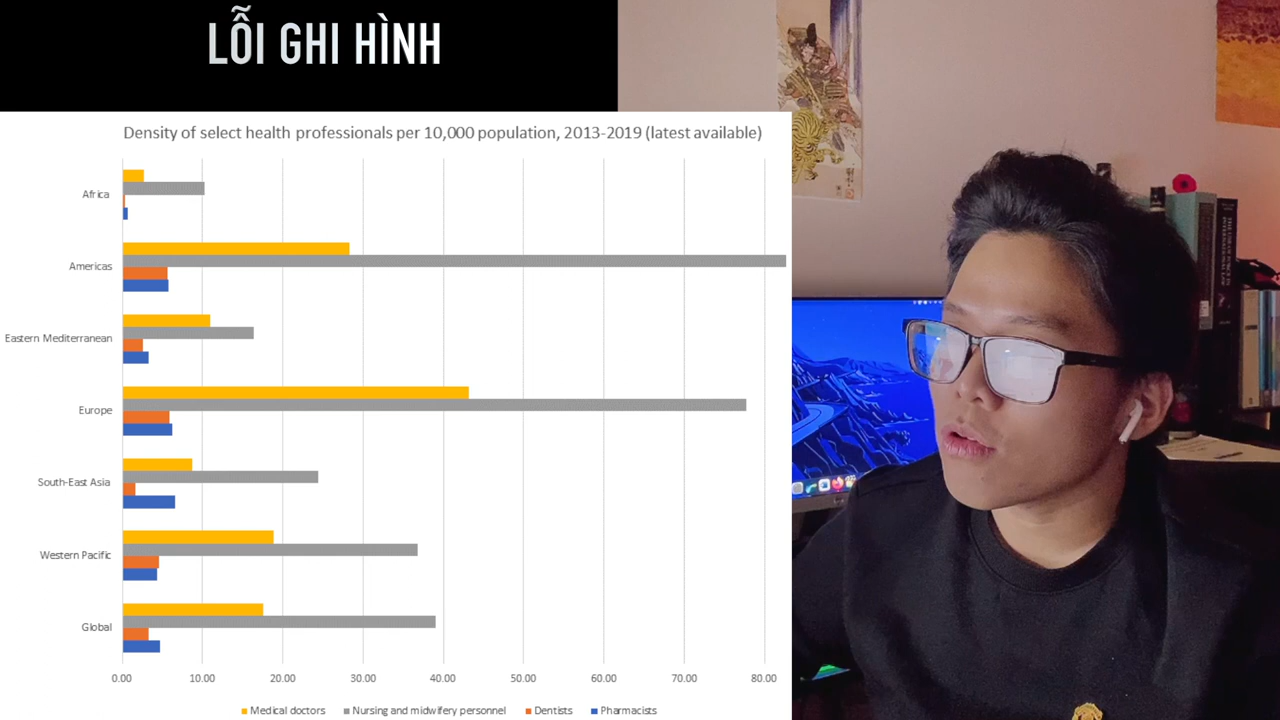 LỖI GHI HÌNH
Density of select health professionals per 10,000 population, 2013-2019 (latest available)
Africa
Americas
Eastern Mediterranean
Europe
South-East Asia
Western Pacific
Global
0.00 10.00 20.00 30.00 40.00 50.00 60.00 70.00 80.00
Medical doctors Nursing and midwifery personnel Dentists Pharmacists